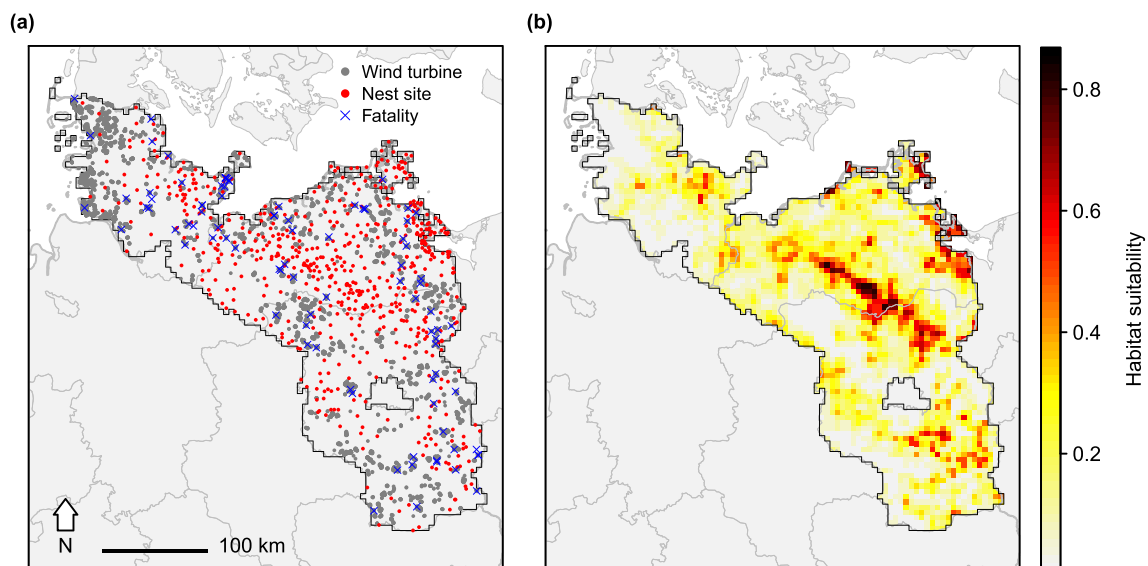 (a)
Wind turbine
Nest site
Fatality
N
100 km
(b)
0.8
0.6
0.4
0.2
Habitat suitability